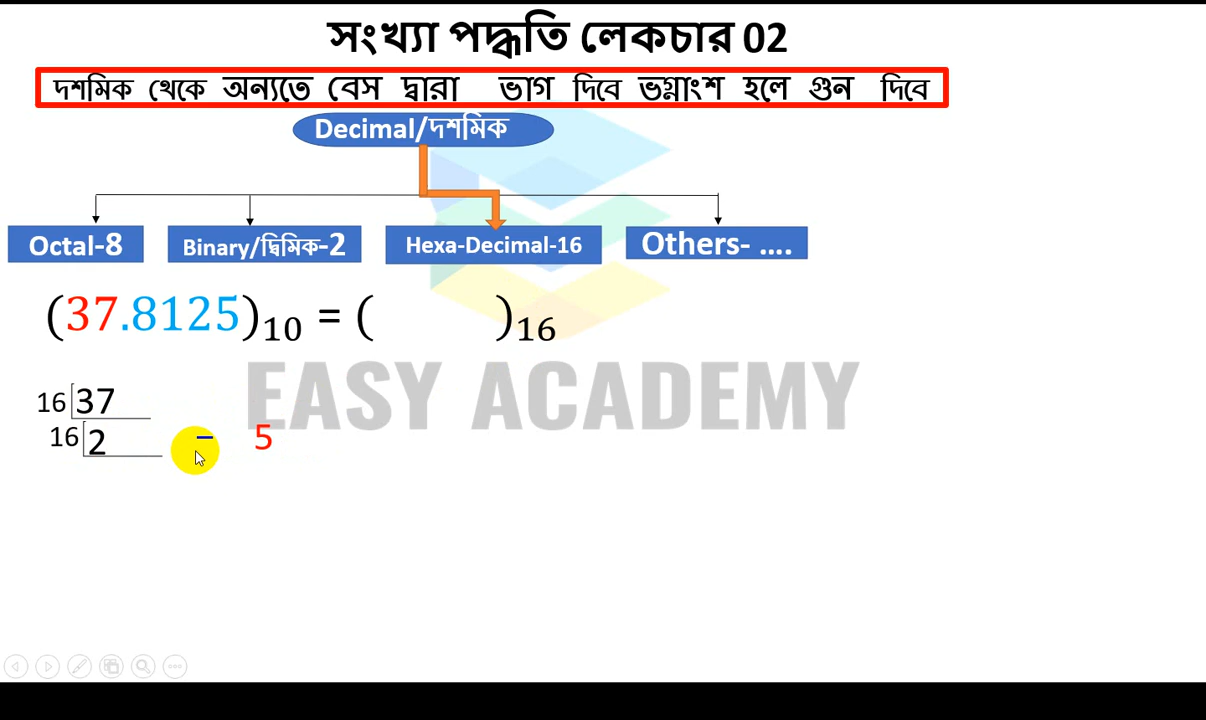 সংখ্যা পদ্ধতি লেকচার 02
দশমিক থেকে অন্যতে বেস দ্বারা ভাগ দিবে ভগ্নাংশ হলে গুন দিবে
Decimal/দশমিক
Octal-8 Binary/দ্বিমিক-2 Hexa-Decimal-16 Others- ....
(37.8125)₁₀ = ( )₁₆
EASY ACADEMY
16 37
16 2 – 5